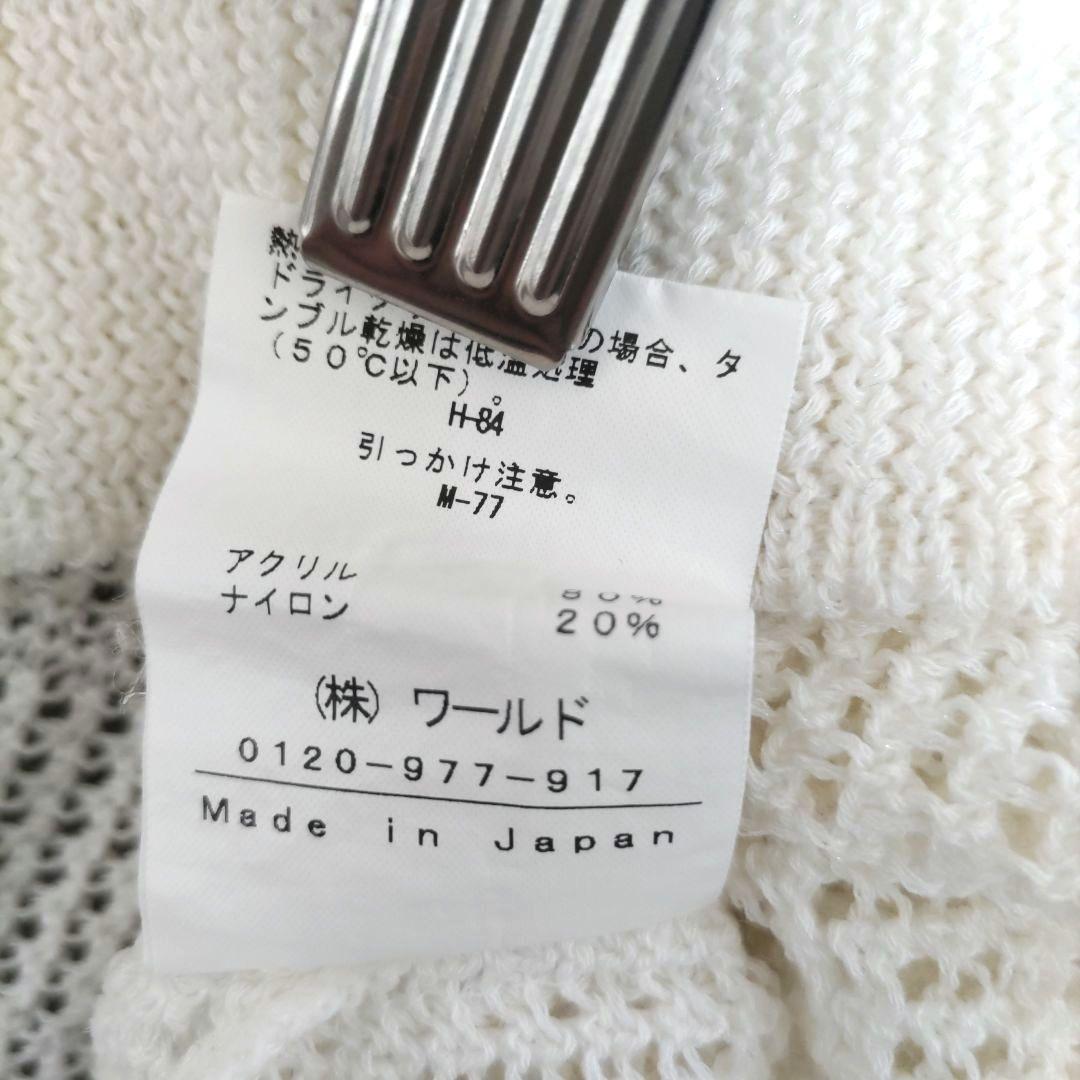 熱
ドライ
ンブル乾燥は低温処理の場合、タ
（50℃以下）。
H-84
引っかけ注意。
M-77
アクリル 80%
ナイロン 20%
(株) ワールド
0120-977-917
Made in Japan